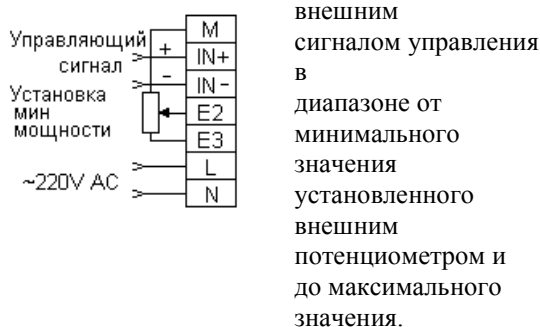 Управляющий
сигнал
Установка
мин
мощности
~220V AC
+
−
M
IN+
IN-
E2
E3
L
N
внешним
сигналом управления
в
диапазоне от
минимального
значения
установленного
внешним
потенциометром и
до максимального
значения.